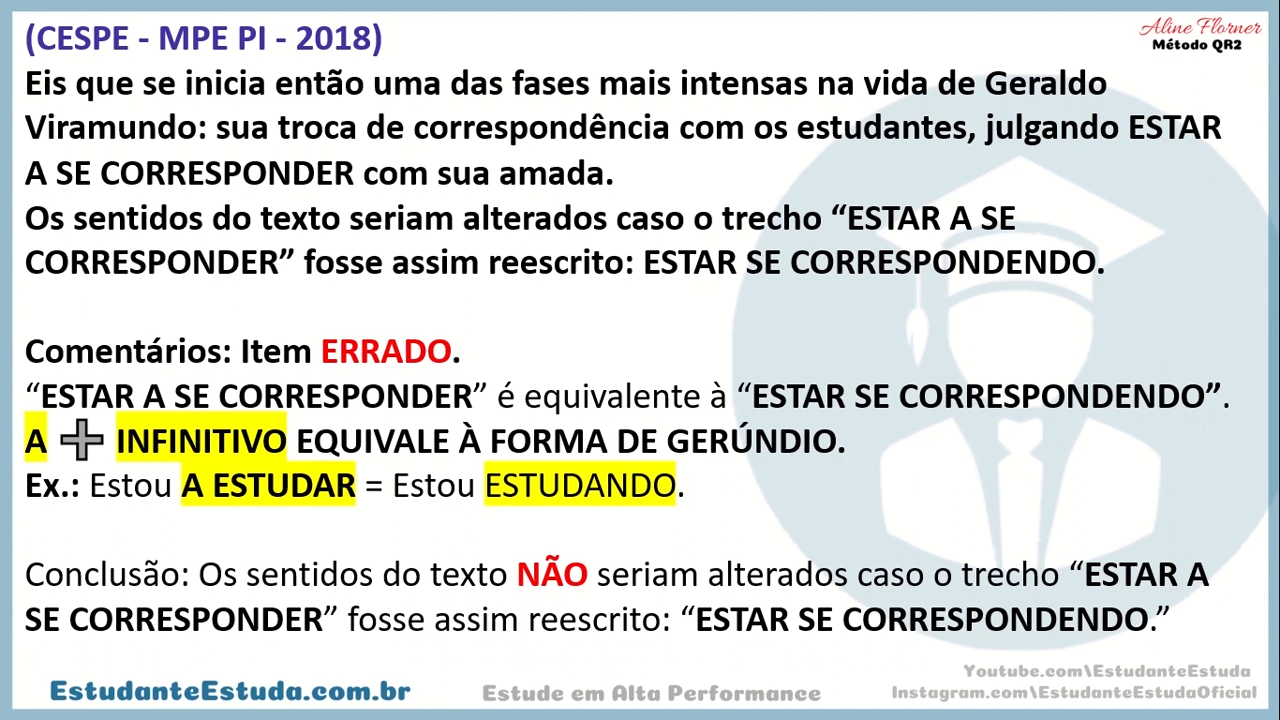 (CESPE - MPE PI - 2018)
Aline Florner
Método QR2
Eis que se inicia então uma das fases mais intensas na vida de Geraldo
Viramundo: sua troca de correspondência com os estudantes, julgando ESTAR
A SE CORRESPONDER com sua amada.
Os sentidos do texto seriam alterados caso o trecho “ESTAR A SE
CORRESPONDER” fosse assim reescrito: ESTAR SE CORRESPONDENDO.
Comentários: Item ERRADO.
“ESTAR A SE CORRESPONDER” é equivalente à “ESTAR SE CORRESPONDENDO”.
A + INFINITIVO EQUIVALE À FORMA DE GERÚNDIO.
Ex.: Estou A ESTUDAR = Estou ESTUDANDO.
Conclusão: Os sentidos do texto NÃO seriam alterados caso o trecho “ESTAR A
SE CORRESPONDER” fosse assim reescrito: “ESTAR SE CORRESPONDENDO.”
EstudanteEstuda.com.br
Estude em Alta Performance
Youtube.com\EstudanteEstuda
Instagram.com\EstudanteEstudaOficial